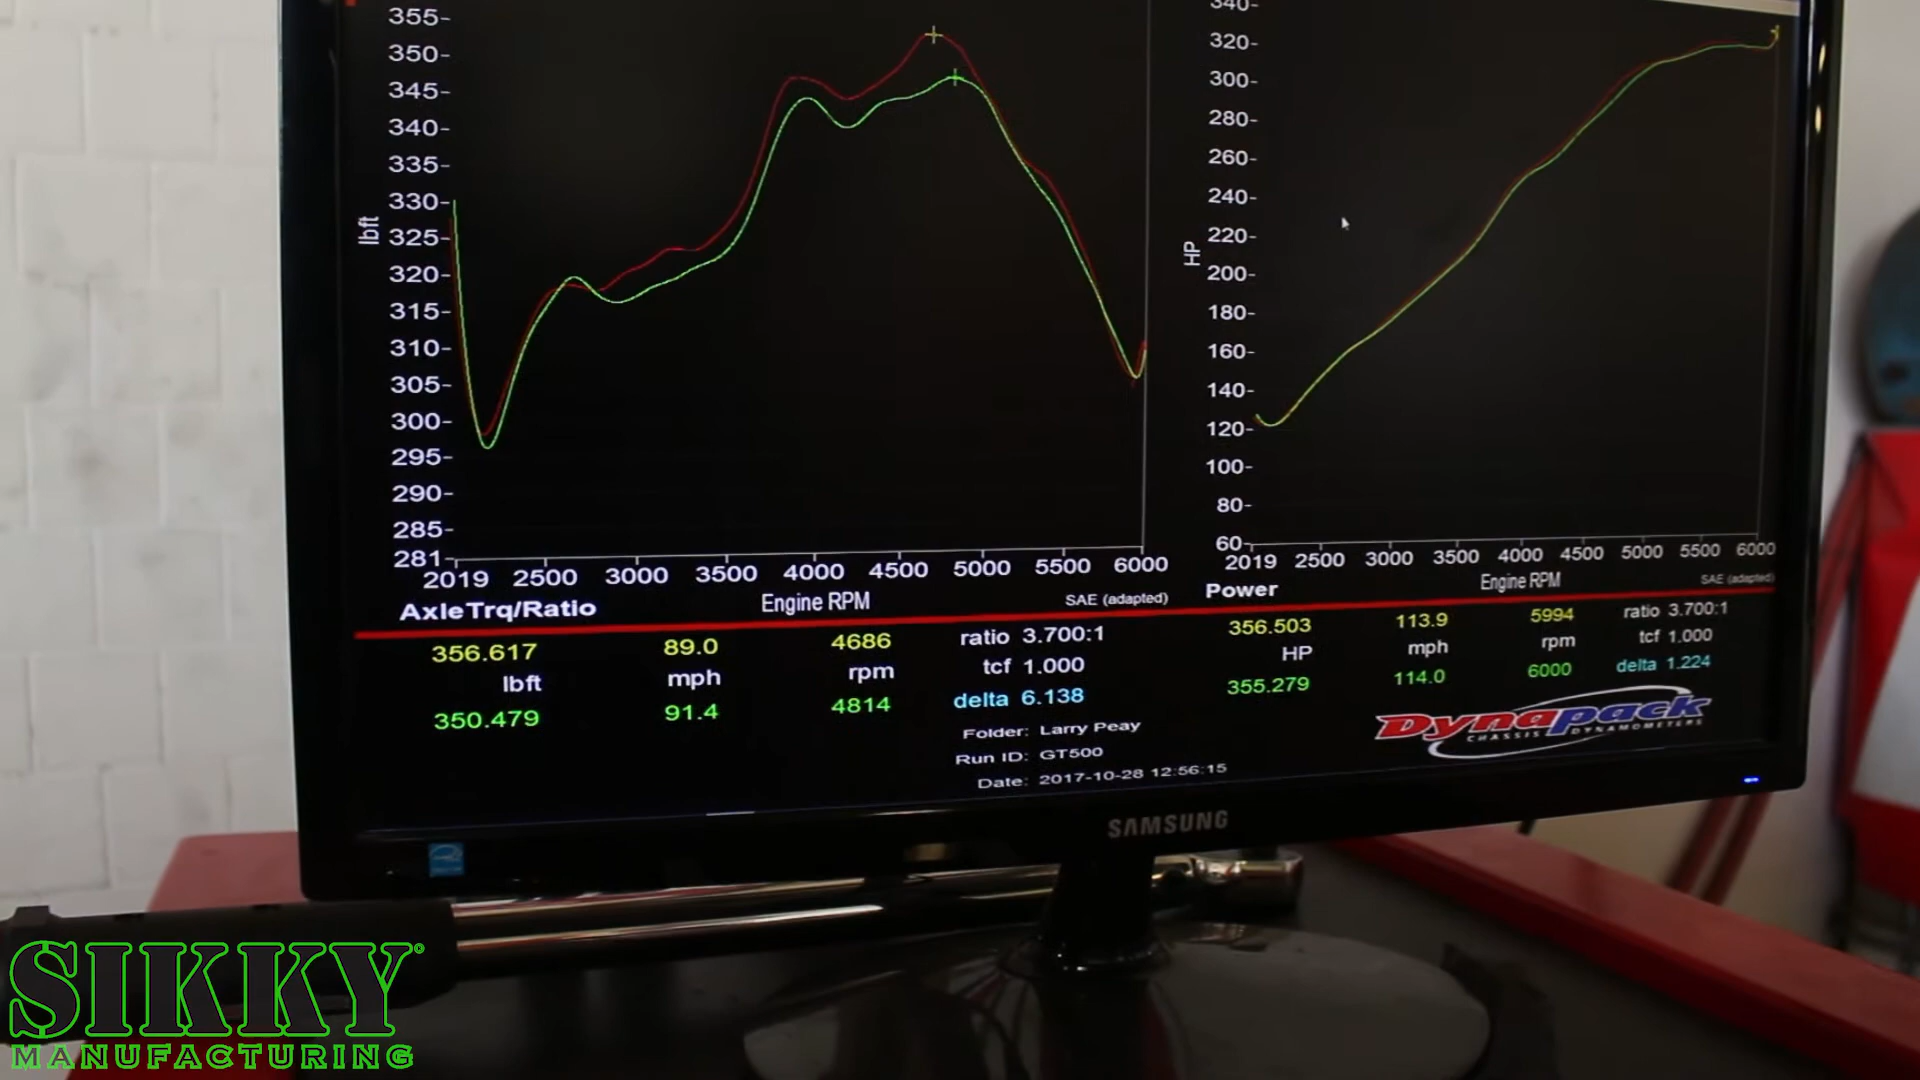 355-
350-
345-
340-
335-
330-
325-
320-
315-
310-
305-
300-
295-
290-
285-
281-
lbft
2019 2500 3000 3500 4000 4500 5000 5500 6000
AxleTrq/Ratio Engine RPM SAE (adapted)
356.617 89.0 4686 ratio 3.700:1
lbft mph rpm tcf 1.000
350.479 91.4 4814 delta 6.138
340-
320-
300-
280-
260-
240-
220-
200-
180-
160-
140-
120-
100-
80-
60-
HP
2019 2500 3000 3500 4000 4500 5000 5500 6000
Power Engine RPM SAE (adapted)
356.503 113.9 5994 ratio 3.700:1
HP mph rpm tcf 1.000
355.279 114.0 6000 delta 1.224
Folder: Larry Peay
Run ID: GT500
Date: 2017-10-28 12:56:15
Dynapack
CHASSIS DYNAMOMETERS
SAMSUNG
SIKKY
MANUFACTURING